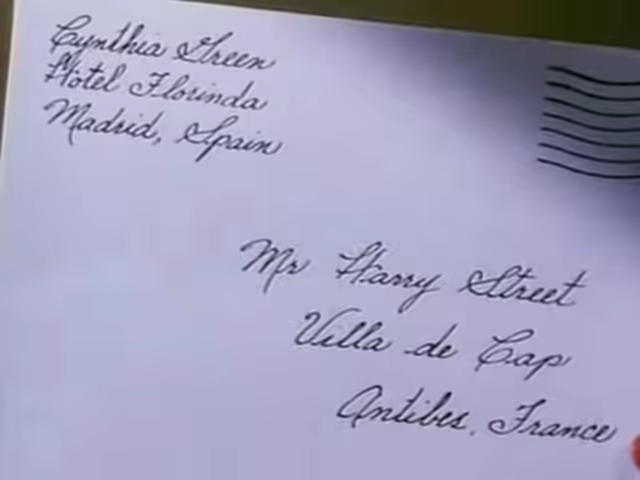 Cynthia Green
Hotel Florinda
Madrid, Spain
Mr Harry Street
Villa de Cap
Antibes, France